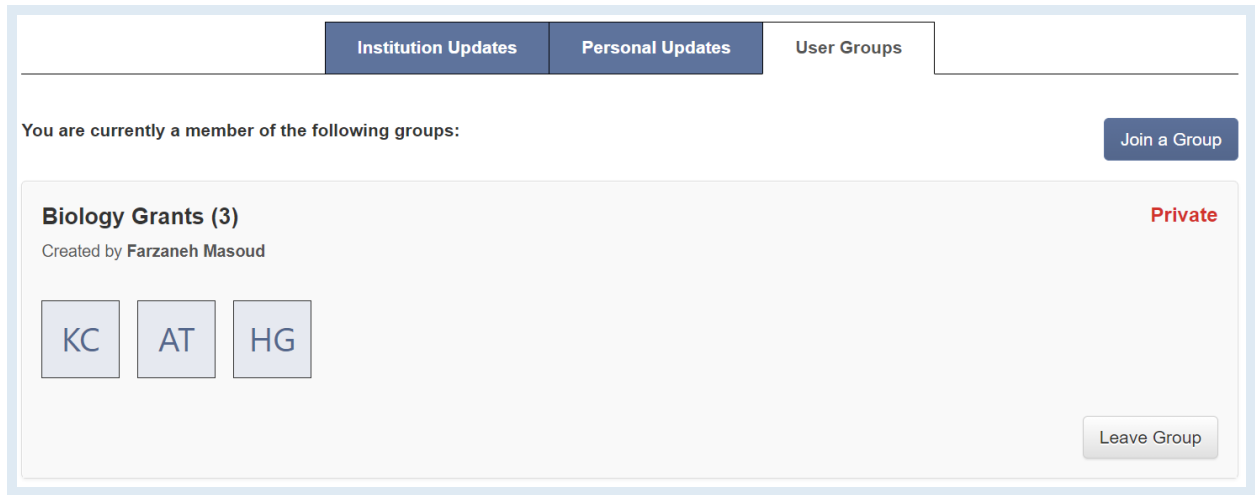 Institution Updates
Personal Updates
User Groups
You are currently a member of the following groups:
Join a Group
Biology Grants (3)
Private
Created by Farzaneh Masoud
KC
AT
HG
Leave Group